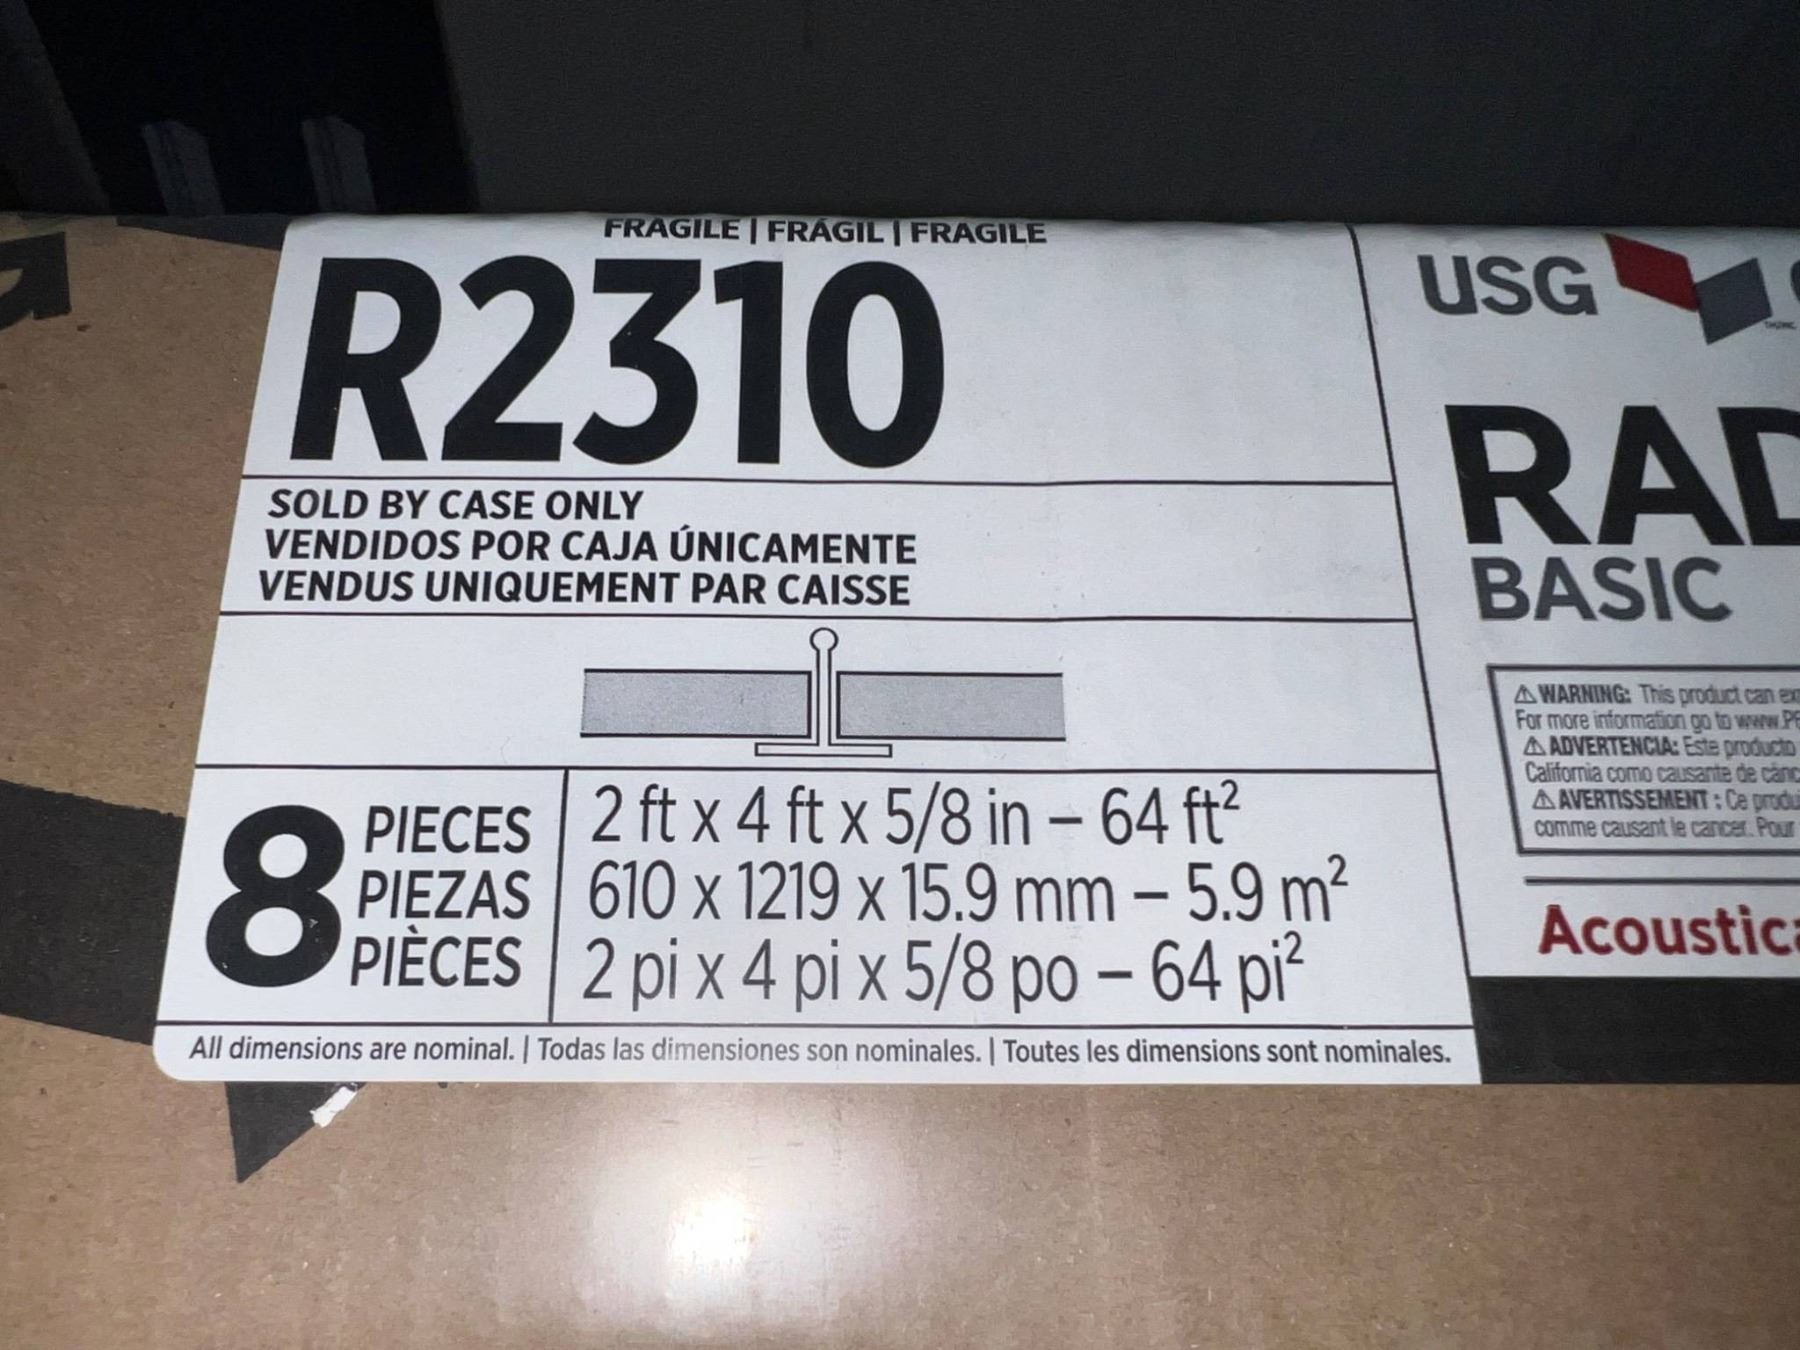 FRAGILE | FRÁGIL | FRAGILE
R2310
SOLD BY CASE ONLY
VENDIDOS POR CAJA ÚNICAMENTE
VENDUS UNIQUEMENT PAR CAISSE
8 PIECES
PIEZAS
PIÈCES
2 ft x 4 ft x 5/8 in – 64 ft²
610 x 1219 x 15.9 mm – 5.9 m²
2 pi x 4 pi x 5/8 po – 64 pi²
All dimensions are nominal. | Todas las dimensiones son nominales. | Toutes les dimensions sont nominales.
USG
RAD
BASIC
⚠ WARNING: This product can
For more information go to www.
⚠ ADVERTENCIA: Este producto
California como causante de
⚠ AVERTISSEMENT : Ce
comme causant le cancer. Pour
Acoustica